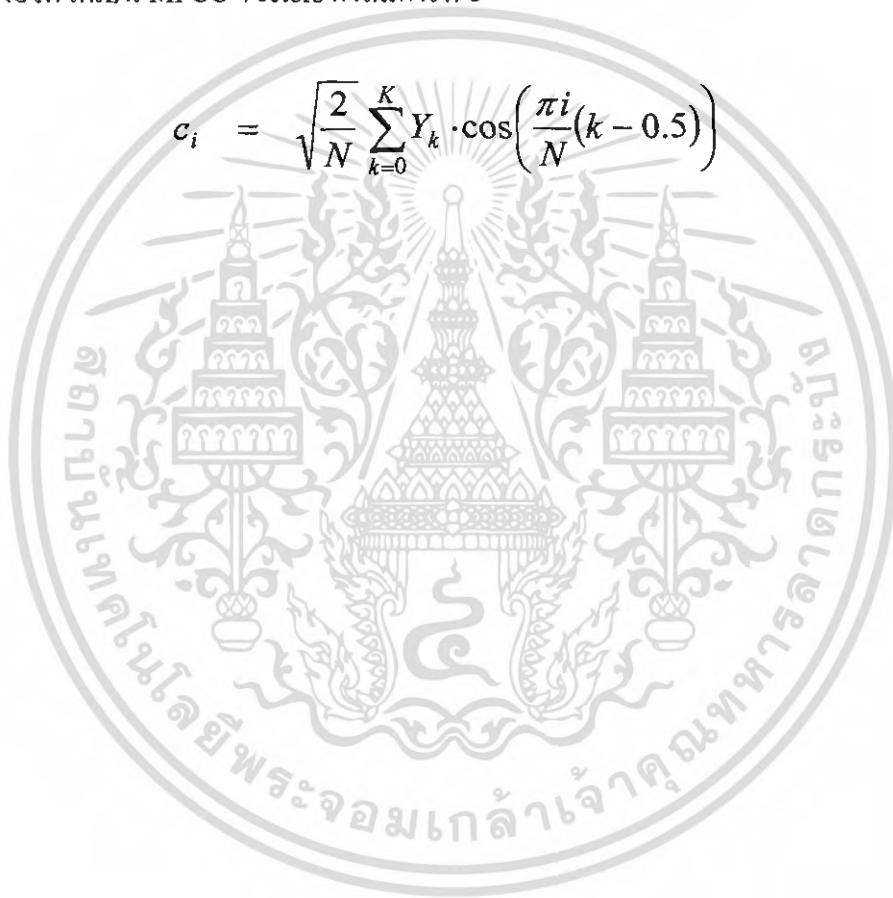 MFCC Vectors
c_i = \sqrt{\frac{2}{N}} \sum_{k=0}^{K} Y_k \cdot \cos\left(\frac{\pi i}{N}(k-0.5)\right)
สถาบันเทคโนโลยีพระจอมเกล้าเจ้าคุณทหารลาดกระบัง